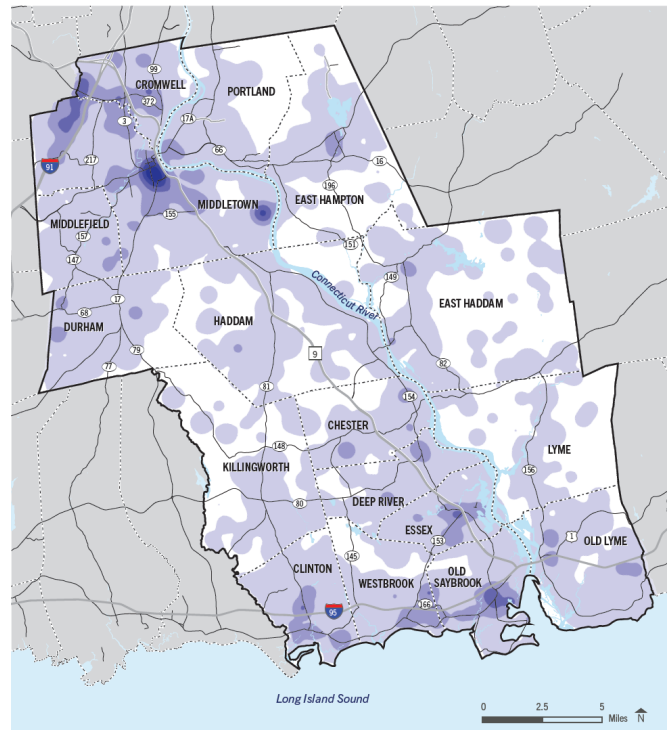 99
CROMWELL
PORTLAND
372
3
17A
66
217
91
16
196
155
MIDDLETOWN
EAST HAMPTON
MIDDLEFIELD
157
151
147
149
Connecticut River
17
68
DURHAM
HADDAM
EAST HADDAM
79
77
9
82
81
154
CHESTER
148
LYME
KILLINGWORTH
156
80
DEEP RIVER
ESSEX
1
153
OLD LYME
145
CLINTON
WESTBROOK
OLD
SAYBROOK
166
95
Long Island Sound
0 2.5 5
Miles N